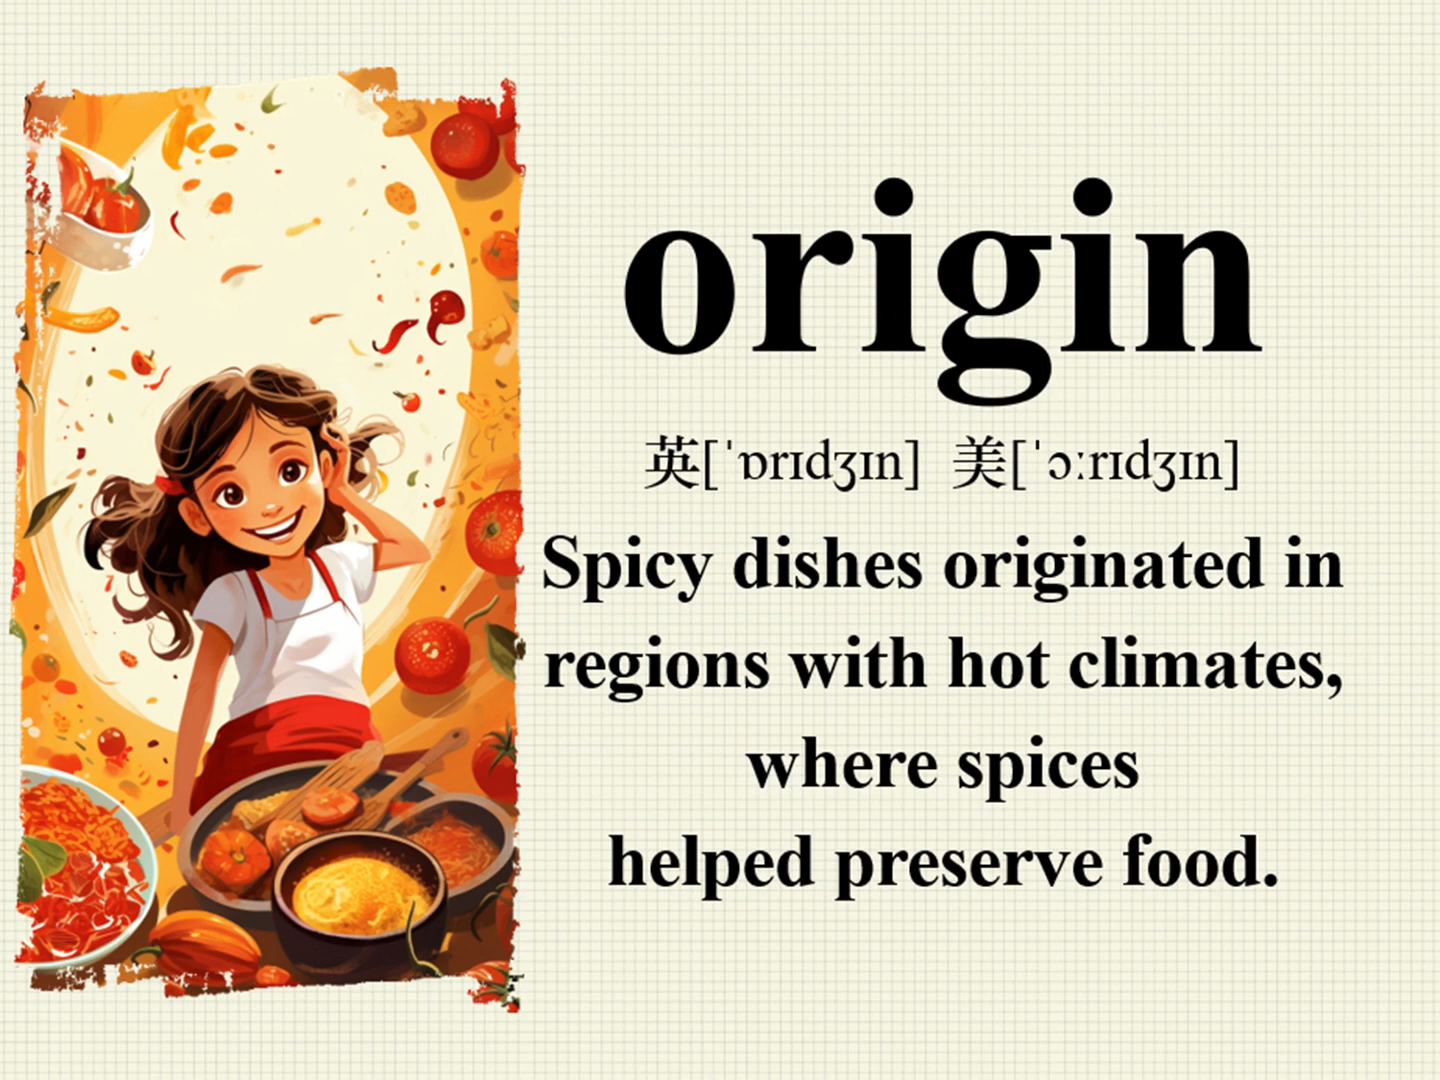 origin
英[ˈɒrɪdʒɪn] 美[ˈɔːrɪdʒɪn]
Spicy dishes originated in
regions with hot climates,
where spices
helped preserve food.